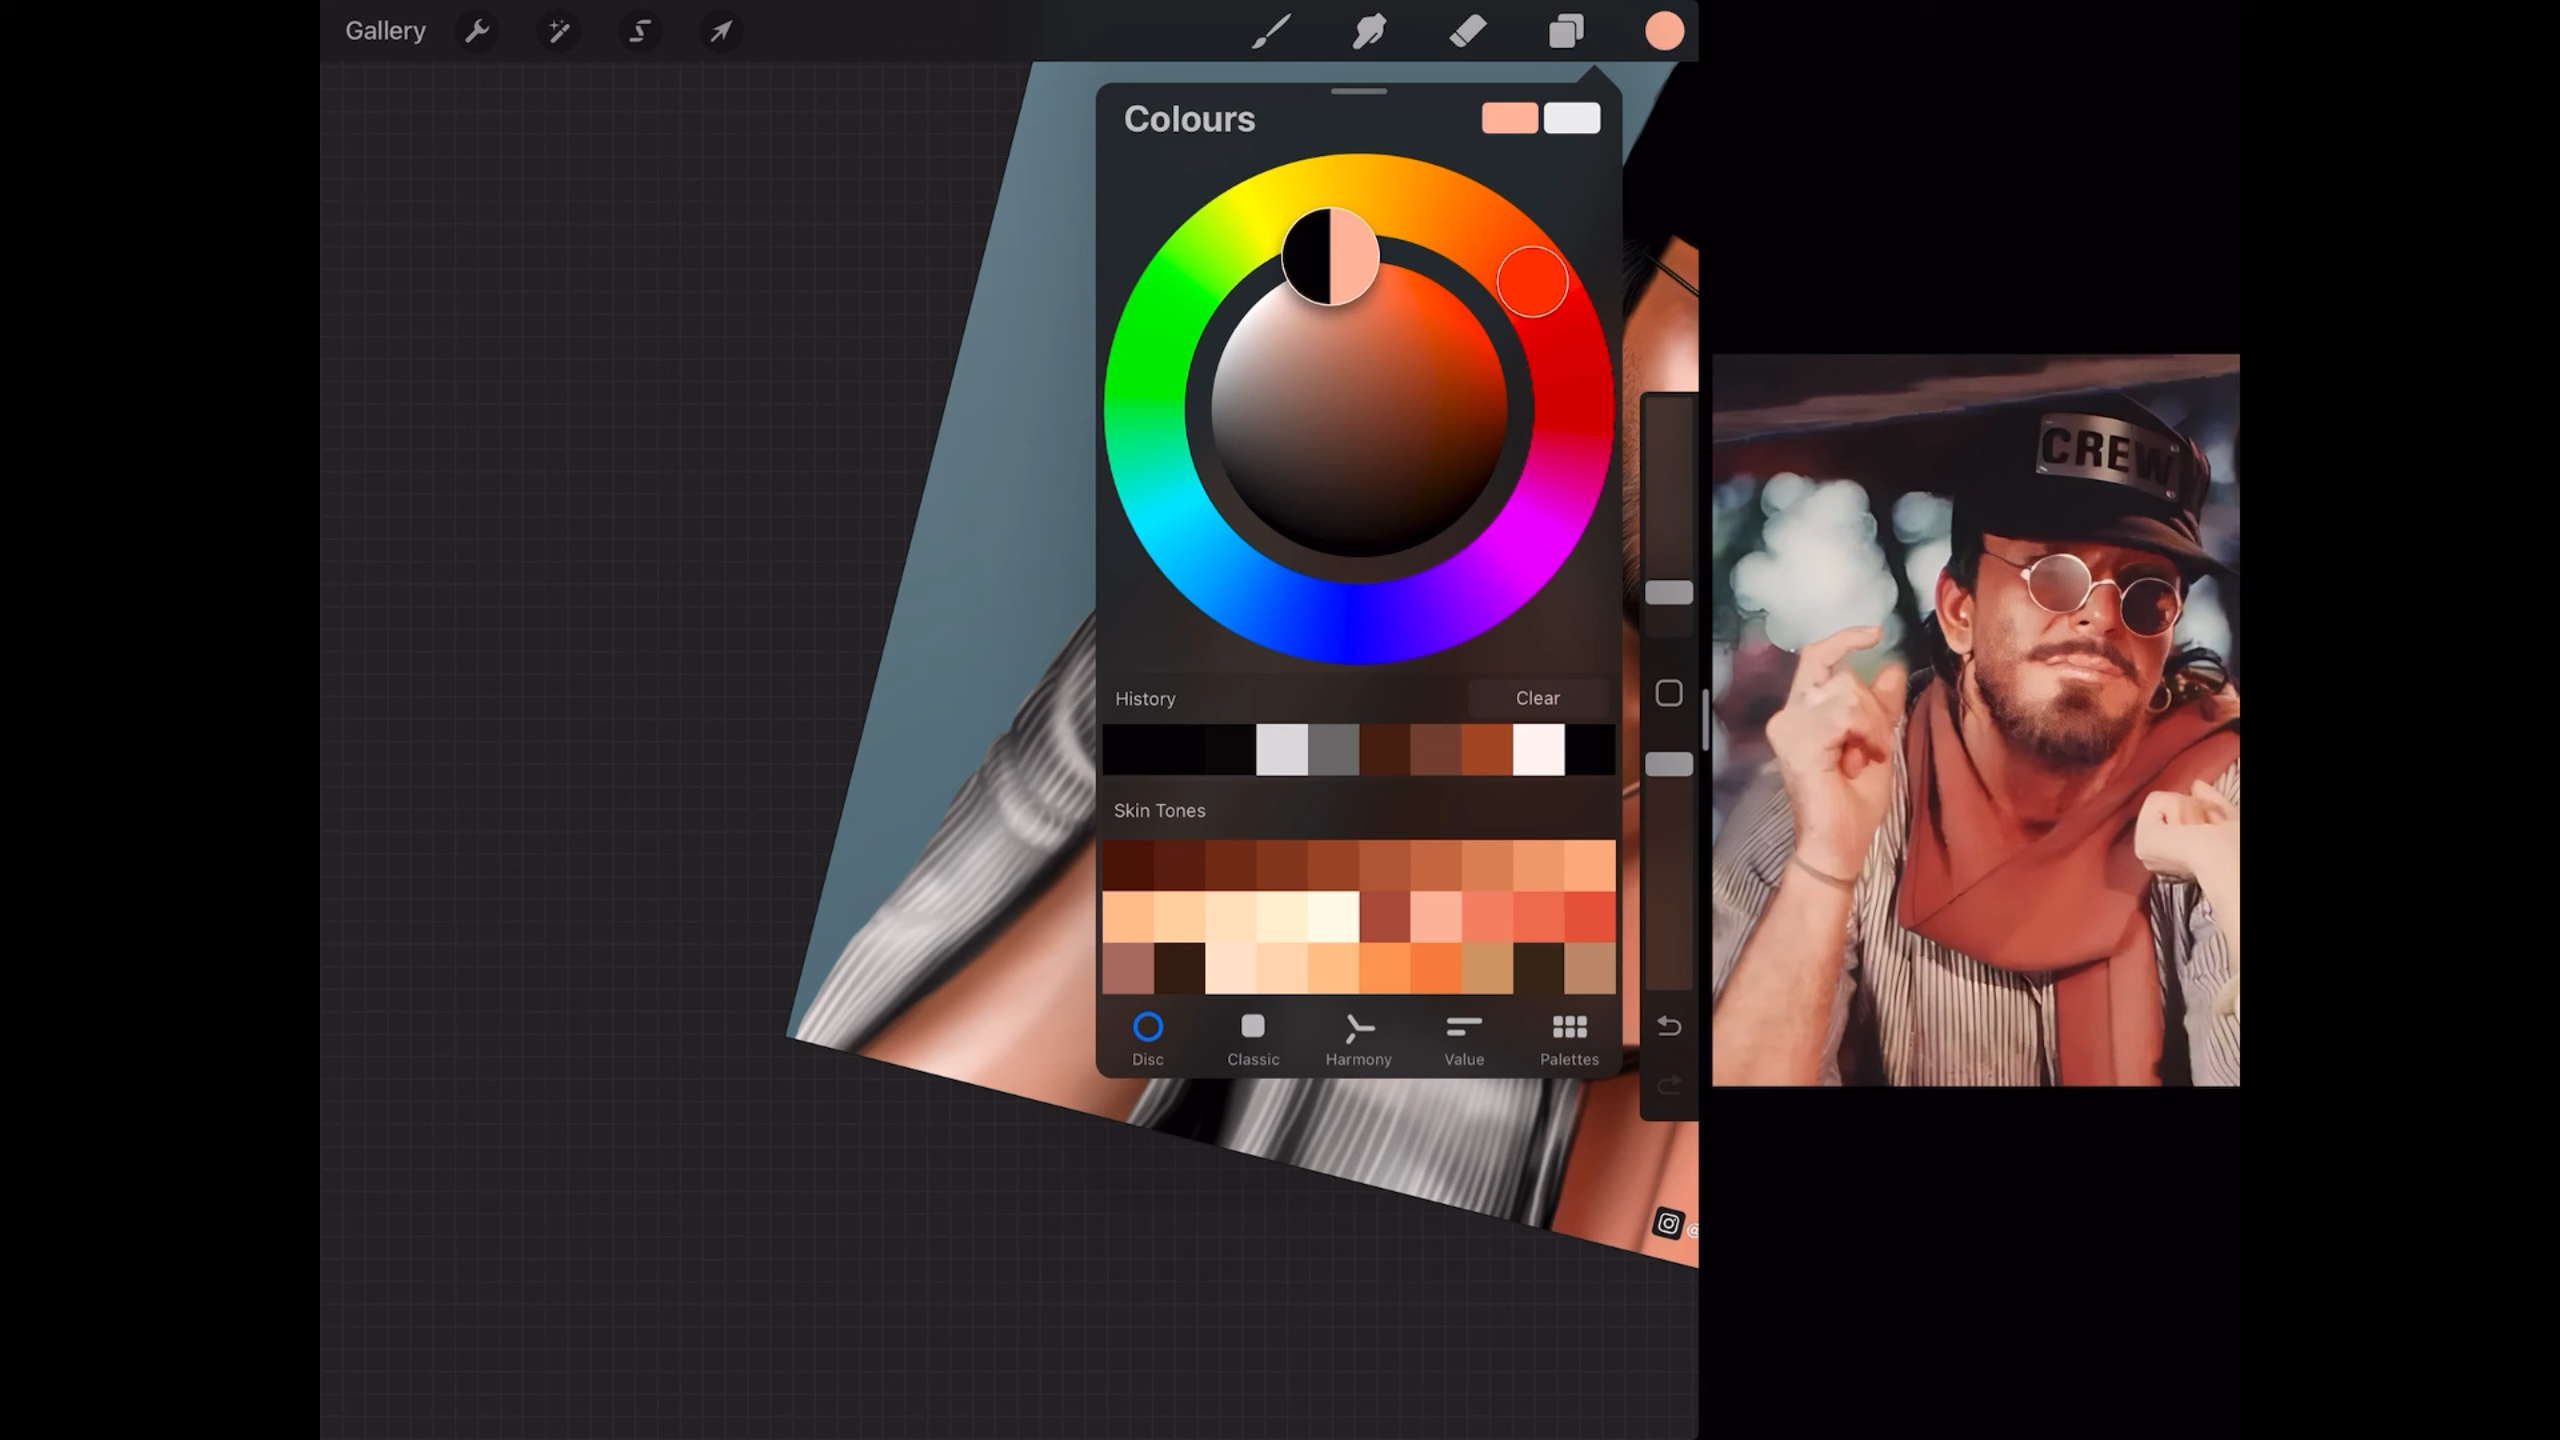 Gallery
Colours
CREW
History
Clear
Skin Tones
Disc
Classic
Harmony
Value
Palettes
@